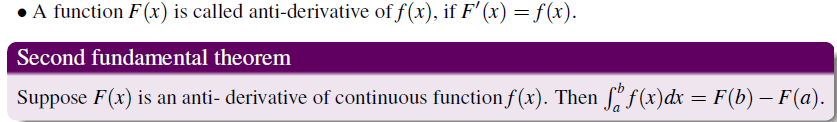 • A function F(x) is called anti-derivative of f(x), if F′(x) = f(x).
Second fundamental theorem
Suppose F(x) is an anti- derivative of continuous function f(x). Then ∫_a^b f(x)dx = F(b) − F(a).